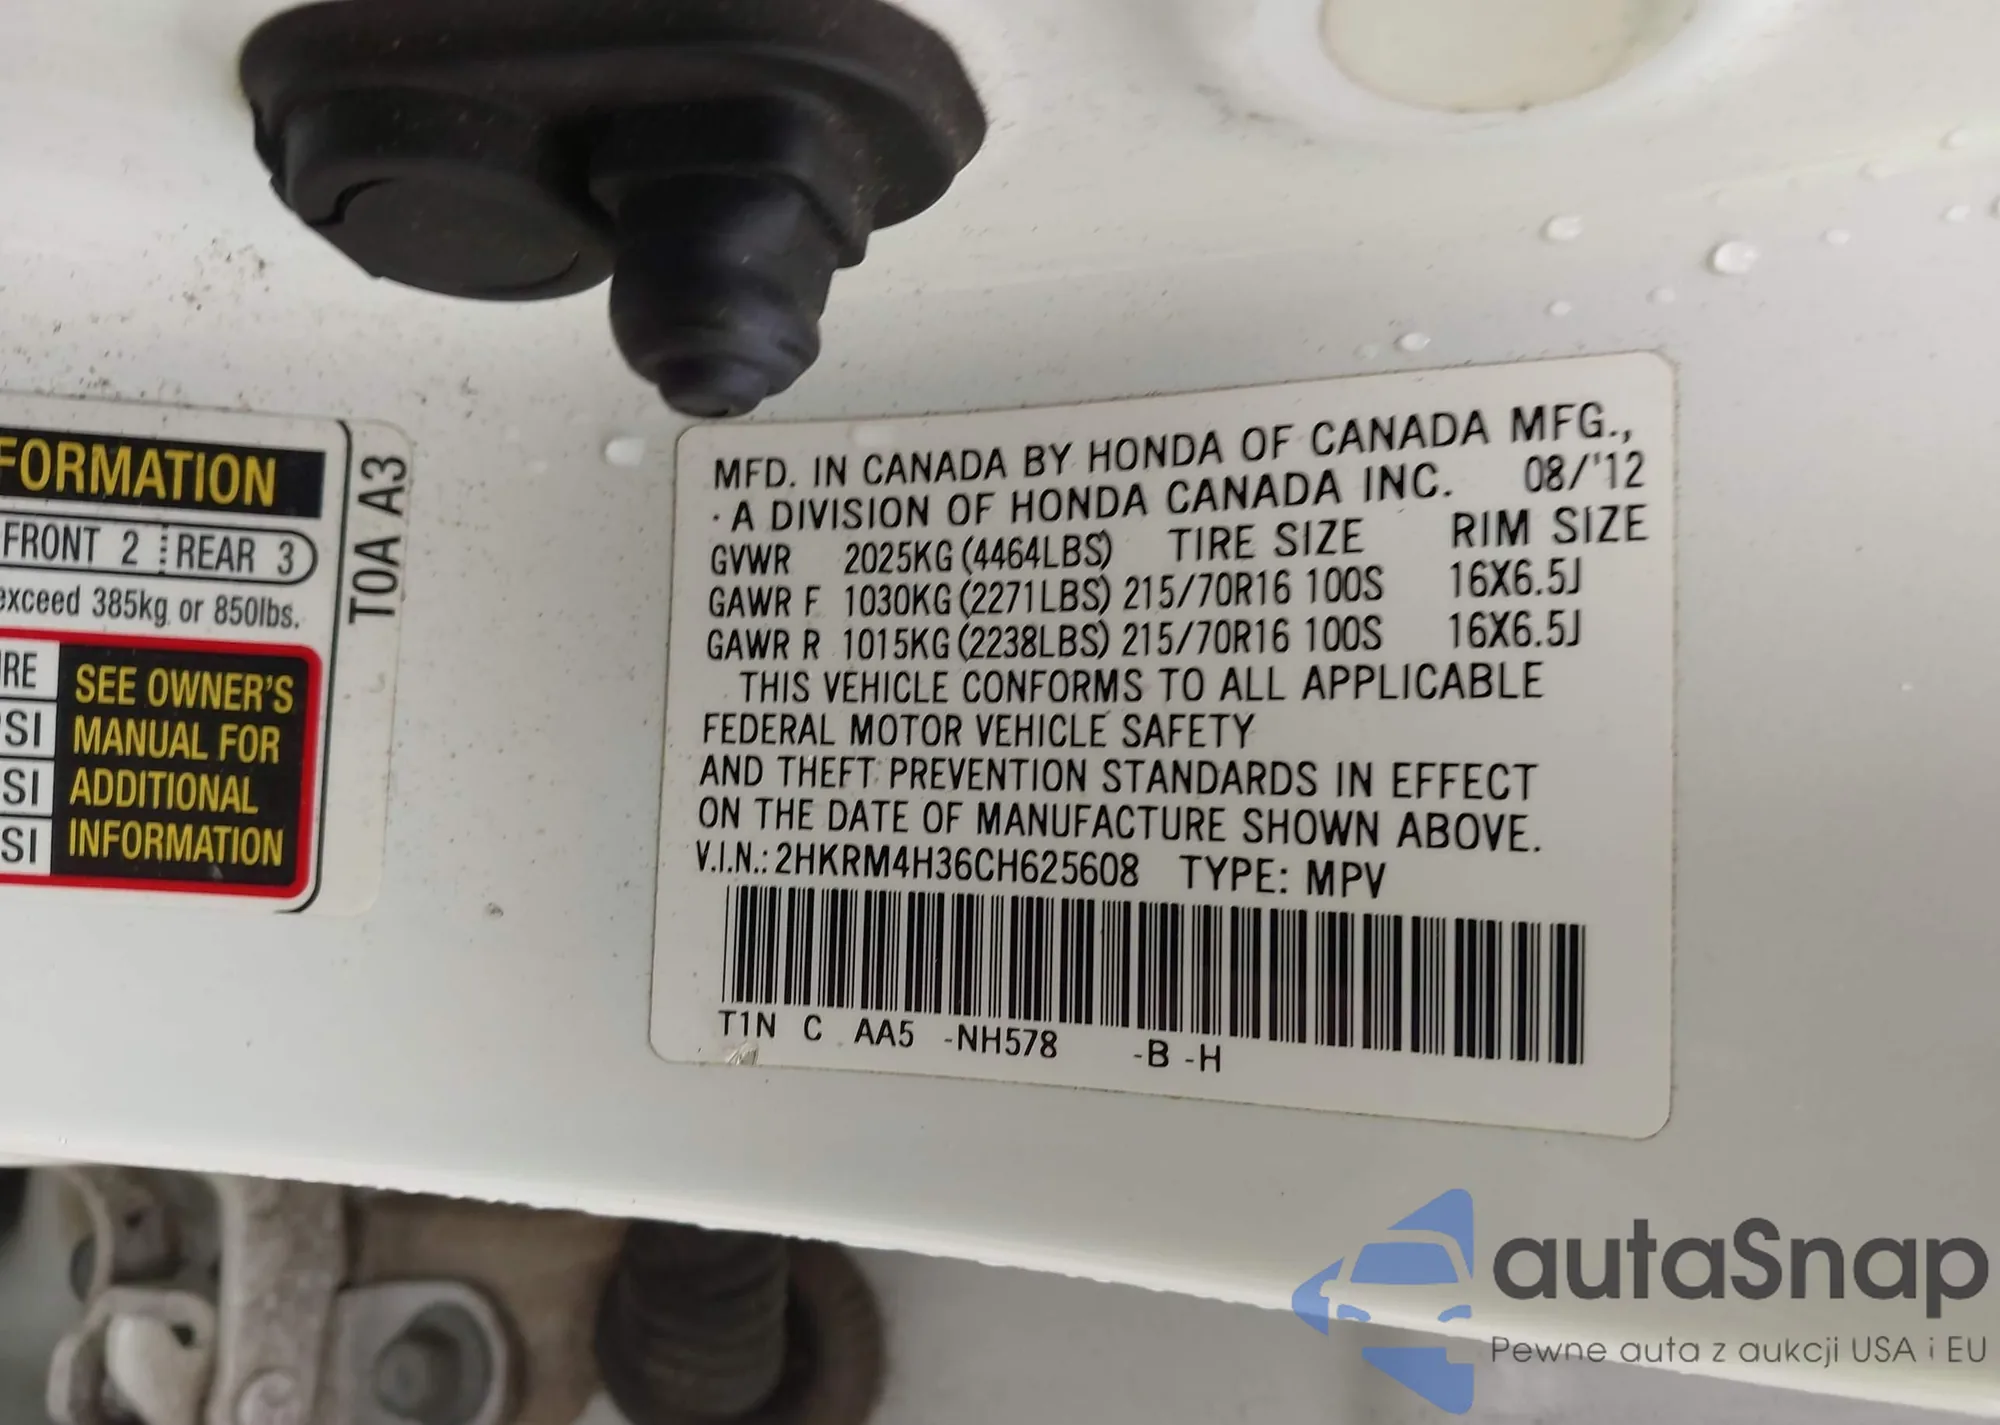 FORMATION
FRONT 2 REAR 3
exceed 385kg or 850lbs.
RE
PSI
SI
SI
SEE OWNER'S
MANUAL FOR
ADDITIONAL
INFORMATION
T0A A3
MFD. IN CANADA BY HONDA OF CANADA MFG.,
A DIVISION OF HONDA CANADA INC. 08/'12
GVWR 2025KG (4464LBS) TIRE SIZE RIM SIZE
GAWR F 1030KG (2271LBS) 215/70R16 100S 16X6.5J
GAWR R 1015KG (2238LBS) 215/70R16 100S 16X6.5J
THIS VEHICLE CONFORMS TO ALL APPLICABLE
FEDERAL MOTOR VEHICLE SAFETY
AND THEFT PREVENTION STANDARDS IN EFFECT
ON THE DATE OF MANUFACTURE SHOWN ABOVE.
V.I.N.: 2HKRM4H36CH625608 TYPE: MPV
T1N C AA5 -NH578 -B -H
autaSnap
Pewne auta z aukcji USA i EU